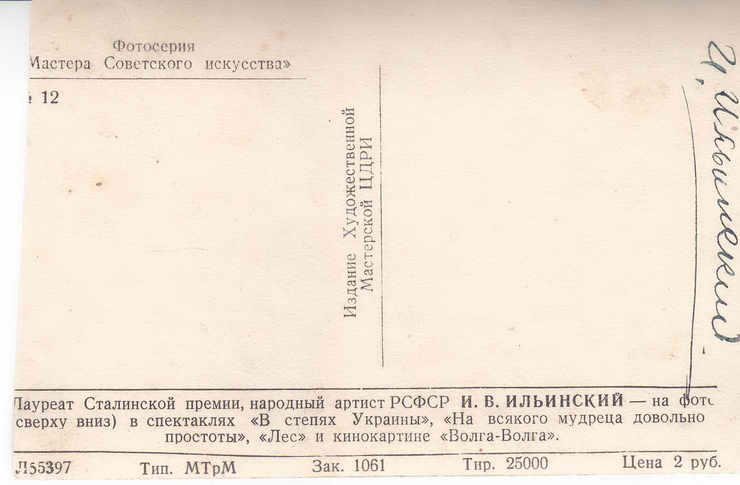 Фотосерия
Мастера Советского искусства»
12
Издание Художественной
Мастерской ЦДРИ
И. Ильинский
Лауреат Сталинской премии, народный артист РСФСР И. В. ИЛЬИНСКИЙ — на фото
сверху вниз) в спектаклях «В степях Украины», «На всякого мудреца довольно
простоты», «Лес» и кинокартине «Волга-Волга».
Л55397 Тип. МТрМ Зак. 1061 Тир. 25000 Цена 2 руб.